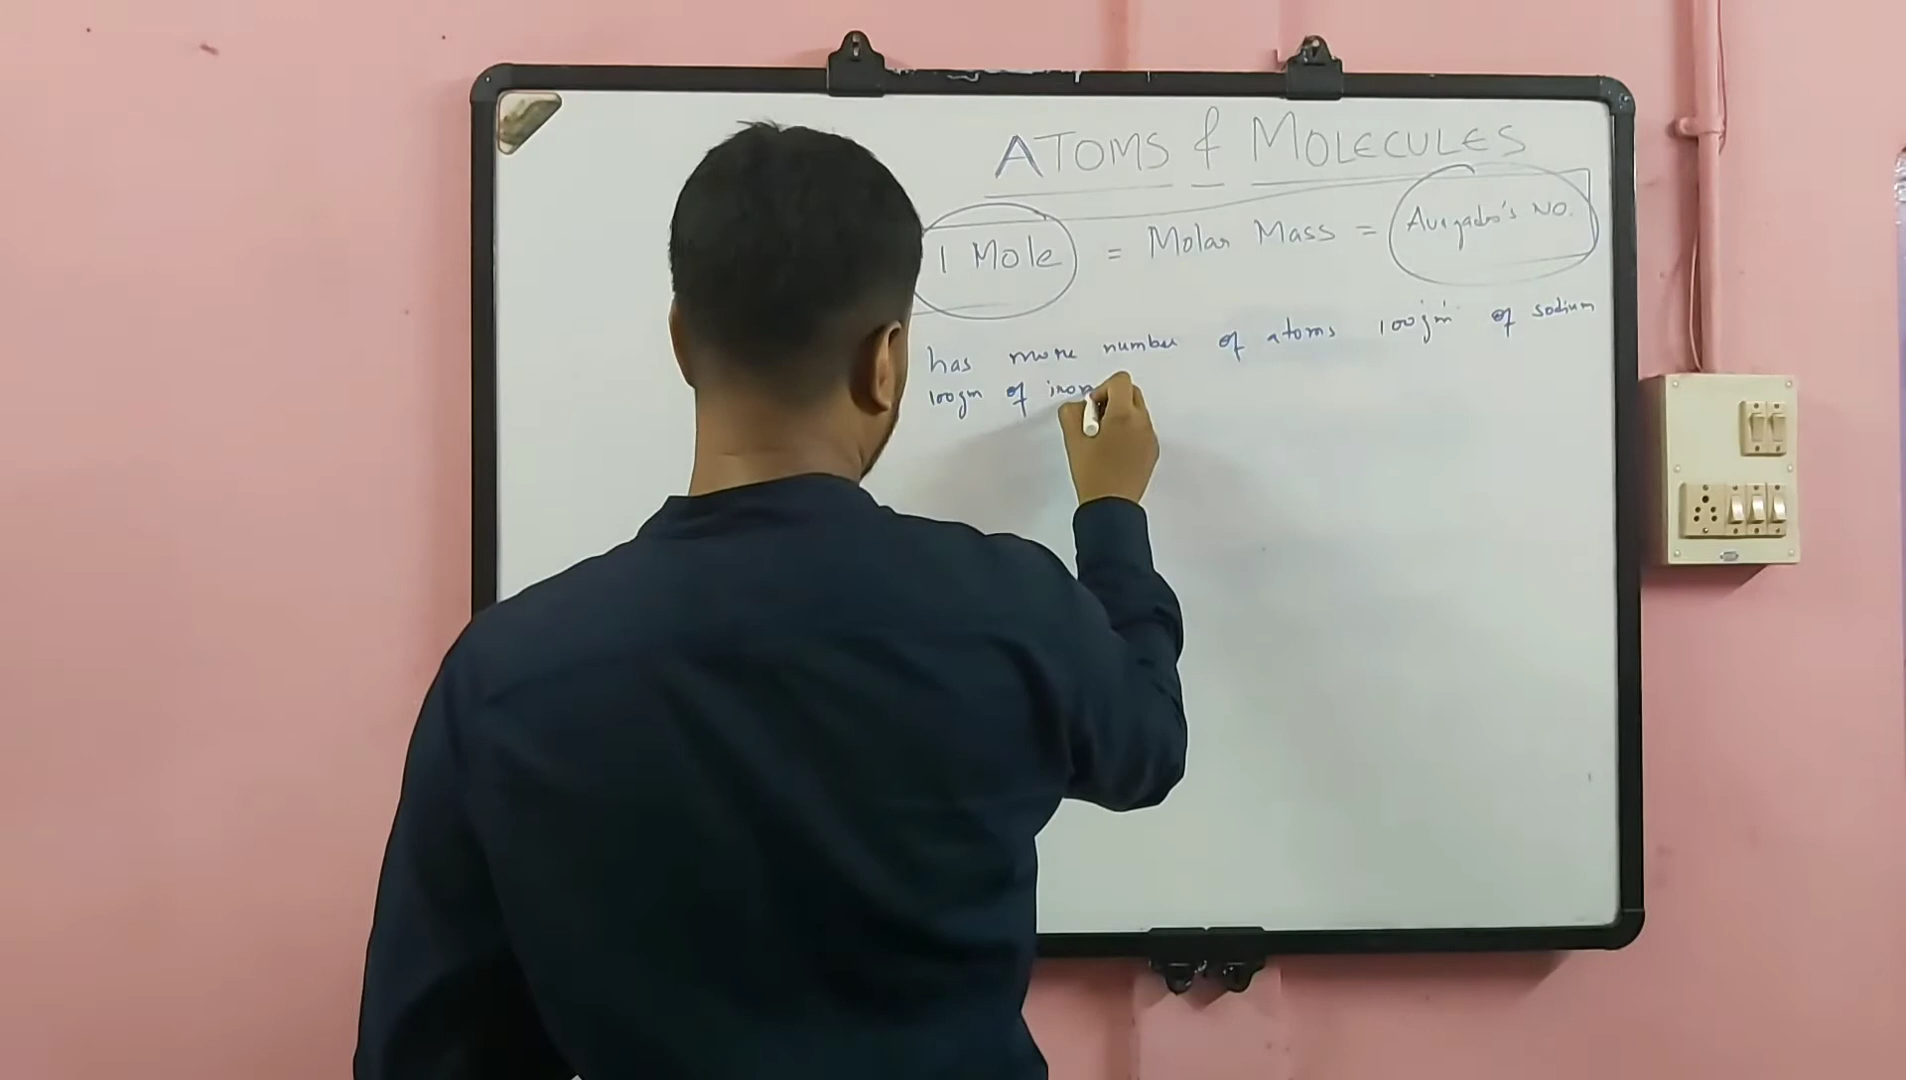 ATOMS & MOLECULES
1 Mole = Molar Mass = Avogadro's NO.
has more number of atoms 100gm of sodium
100gm of iron